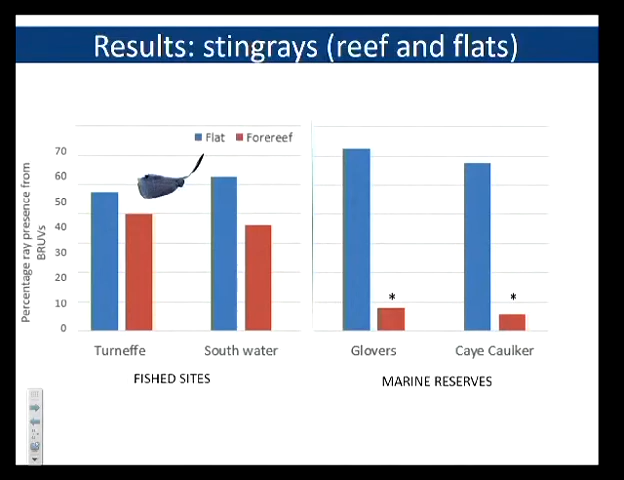 Results: stingrays (reef and flats)
Flat
Forereef
Percentage ray presence from
BRUVs
70
60
50
40
30
20
10
0
*
*
Turneffe
South water
Glovers
Caye Caulker
FISHED SITES
MARINE RESERVES